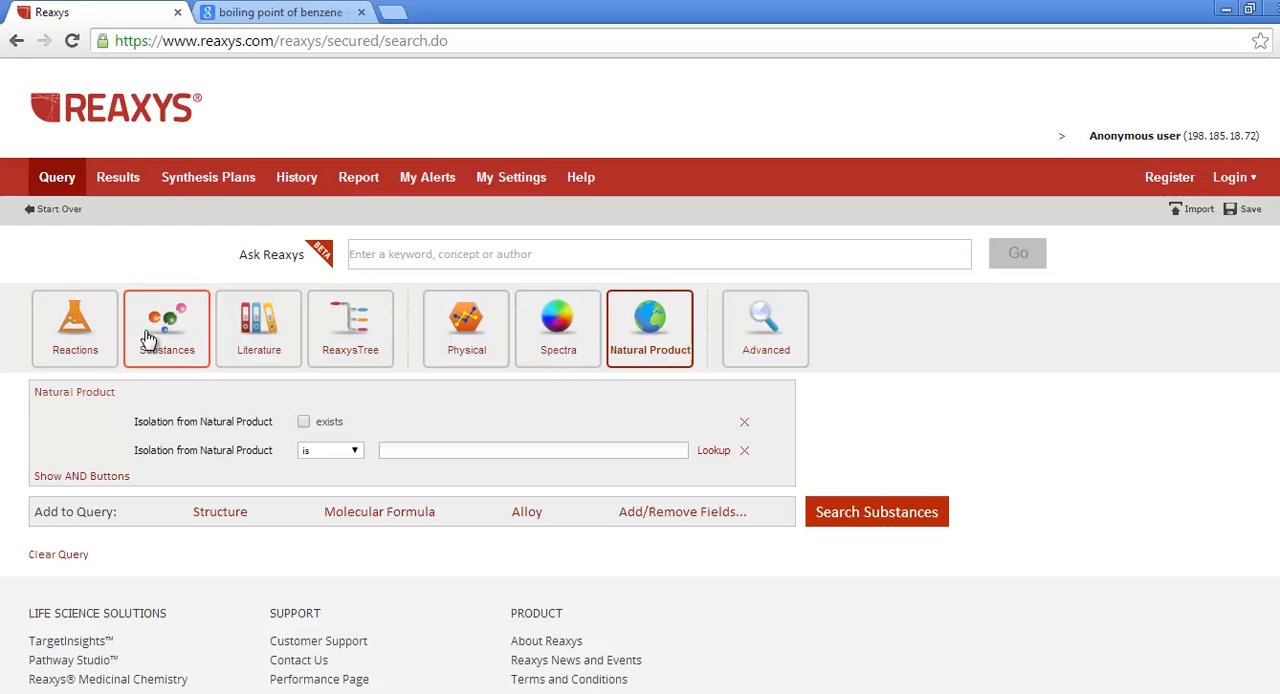 Reaxys
boiling point of benzene
https://www.reaxys.com/reaxys/secured/search.do
REAXYS®
> Anonymous user (198.185.18.72)
Query Results Synthesis Plans History Report My Alerts My Settings Help Register Login
Start Over Import Save
Ask Reaxys BETA Enter a keyword, concept or author Go
Reactions Substances Literature ReaxysTree Physical Spectra Natural Product Advanced
Natural Product
Isolation from Natural Product exists
Isolation from Natural Product is Lookup
Show AND Buttons
Add to Query: Structure Molecular Formula Alloy Add/Remove Fields... Search Substances
Clear Query
LIFE SCIENCE SOLUTIONS SUPPORT PRODUCT
TargetInsights™ Customer Support About Reaxys
Pathway Studio™ Contact Us Reaxys News and Events
Reaxys® Medicinal Chemistry Performance Page Terms and Conditions